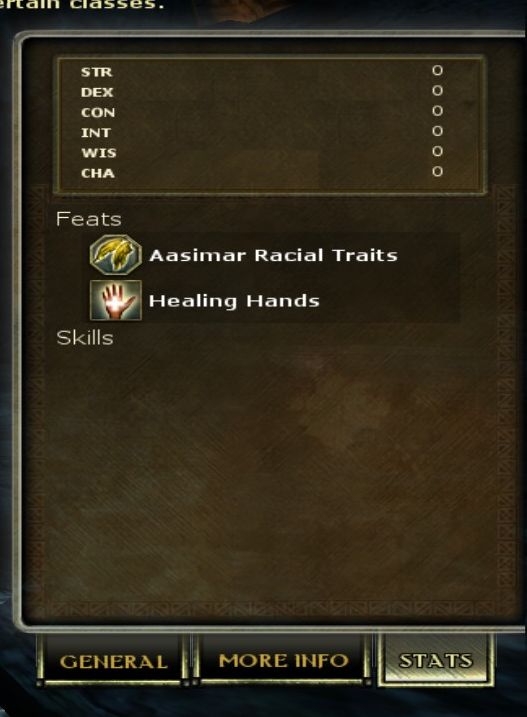 ertain classes.
STR 0
DEX 0
CON 0
INT 0
WIS 0
CHA 0
Feats
Aasimar Racial Traits
Healing Hands
Skills
GENERAL MORE INFO STATS